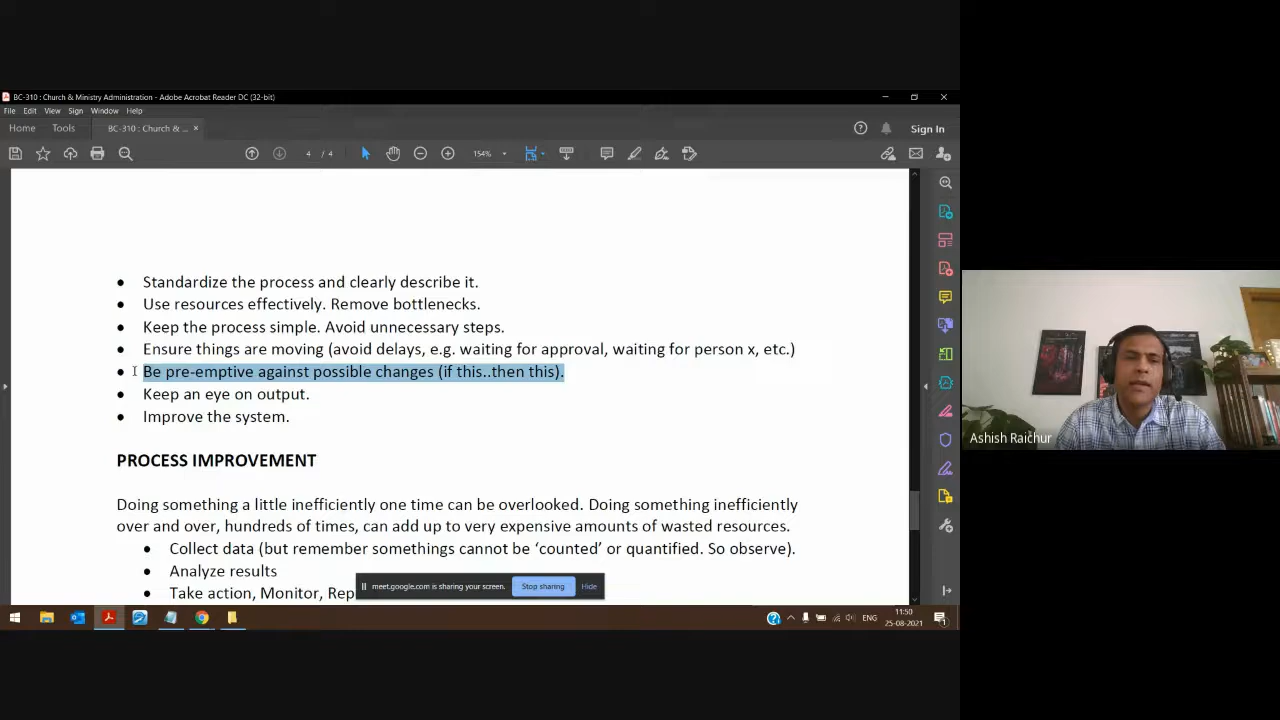 BC-310 : Church & Ministry Administration - Adobe Acrobat Reader DC (32-bit)
File Edit View Sign Window Help
Home Tools BC-310 : Church & ... × Sign In
4 / 4 154%
• Standardize the process and clearly describe it.
• Use resources effectively. Remove bottlenecks.
• Keep the process simple. Avoid unnecessary steps.
• Ensure things are moving (avoid delays, e.g. waiting for approval, waiting for person x, etc.)
• Be pre-emptive against possible changes (if this..then this).
• Keep an eye on output.
• Improve the system.
PROCESS IMPROVEMENT
Doing something a little inefficiently one time can be overlooked. Doing something inefficiently
over and over, hundreds of times, can add up to very expensive amounts of wasted resources.
• Collect data (but remember somethings cannot be ‘counted’ or quantified. So observe).
• Analyze results
• Take action, Monitor, Rep
meet.google.com is sharing your screen. Stop sharing Hide
ENG
11:50
25-08-2021
Ashish Raichur